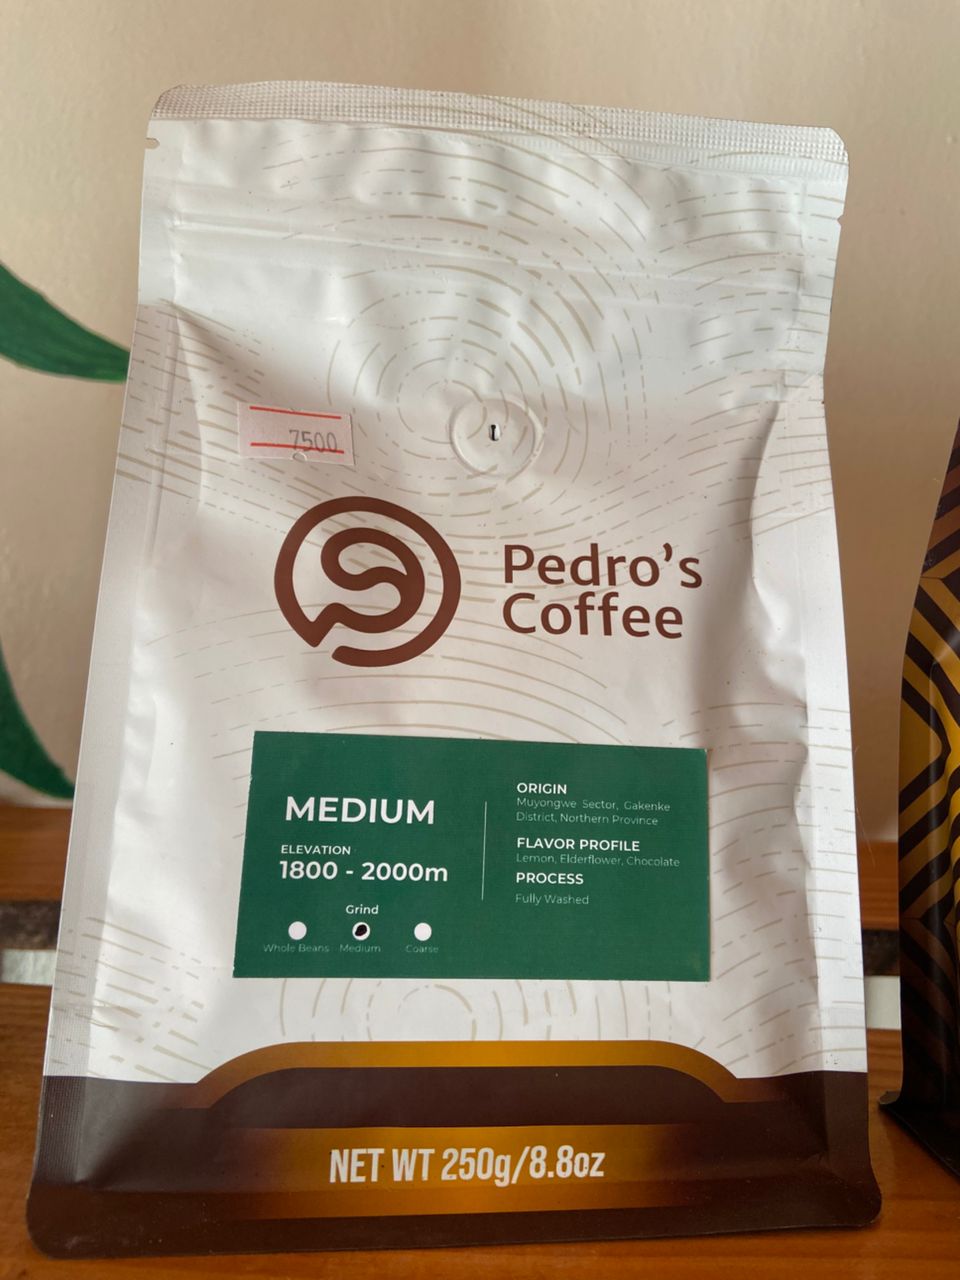 7500
Pedro's
Coffee
MEDIUM
ELEVATION
1800 - 2000m
Grind
Whole Beans Medium Coarse
ORIGIN
Muyongwe Sector, Gakenke
District, Northern Province
FLAVOR PROFILE
Lemon, Elderflower, Chocolate
PROCESS
Fully Washed
NET WT 250g/8.8oz